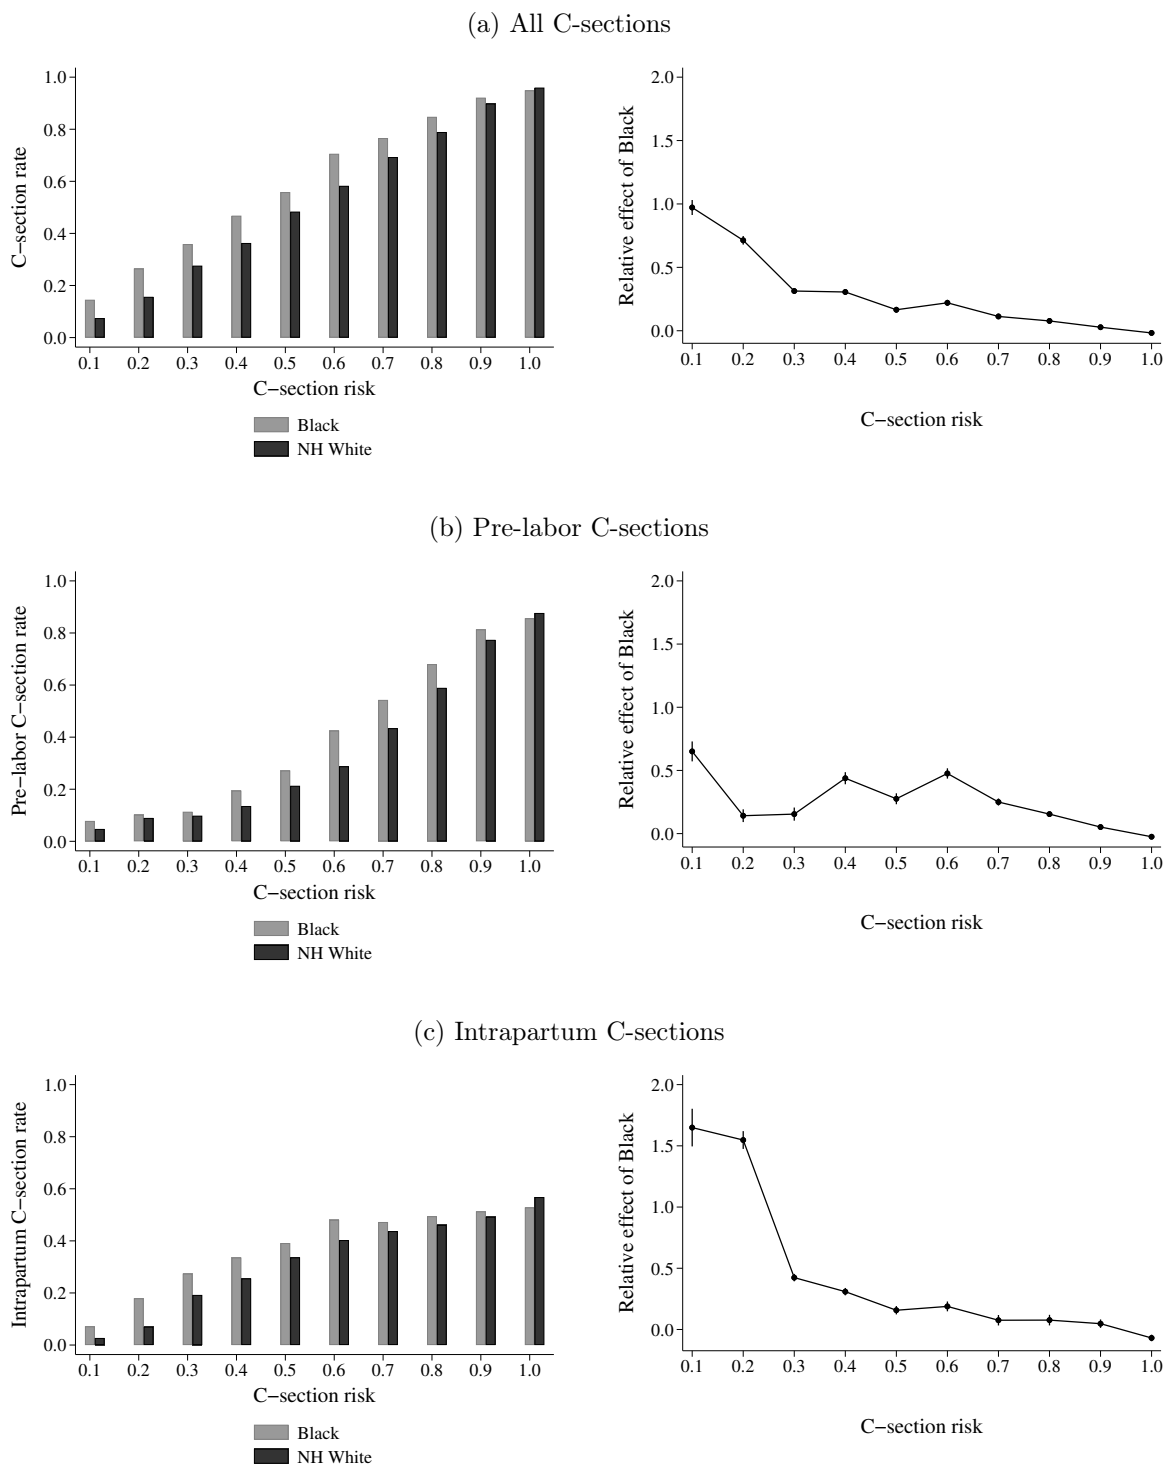 (a) All C-sections
C−section rate
1.0
0.8
0.6
0.4
0.2
0.0
0.1 0.2 0.3 0.4 0.5 0.6 0.7 0.8 0.9 1.0
C−section risk
Black
NH White
Relative effect of Black
2.0
1.5
1.0
0.5
0.0
0.1 0.2 0.3 0.4 0.5 0.6 0.7 0.8 0.9 1.0
C−section risk
(b) Pre-labor C-sections
Pre−labor C−section rate
1.0
0.8
0.6
0.4
0.2
0.0
0.1 0.2 0.3 0.4 0.5 0.6 0.7 0.8 0.9 1.0
C−section risk
Black
NH White
Relative effect of Black
2.0
1.5
1.0
0.5
0.0
0.1 0.2 0.3 0.4 0.5 0.6 0.7 0.8 0.9 1.0
C−section risk
(c) Intrapartum C-sections
Intrapartum C−section rate
1.0
0.8
0.6
0.4
0.2
0.0
0.1 0.2 0.3 0.4 0.5 0.6 0.7 0.8 0.9 1.0
C−section risk
Black
NH White
Relative effect of Black
2.0
1.5
1.0
0.5
0.0
0.1 0.2 0.3 0.4 0.5 0.6 0.7 0.8 0.9 1.0
C−section risk